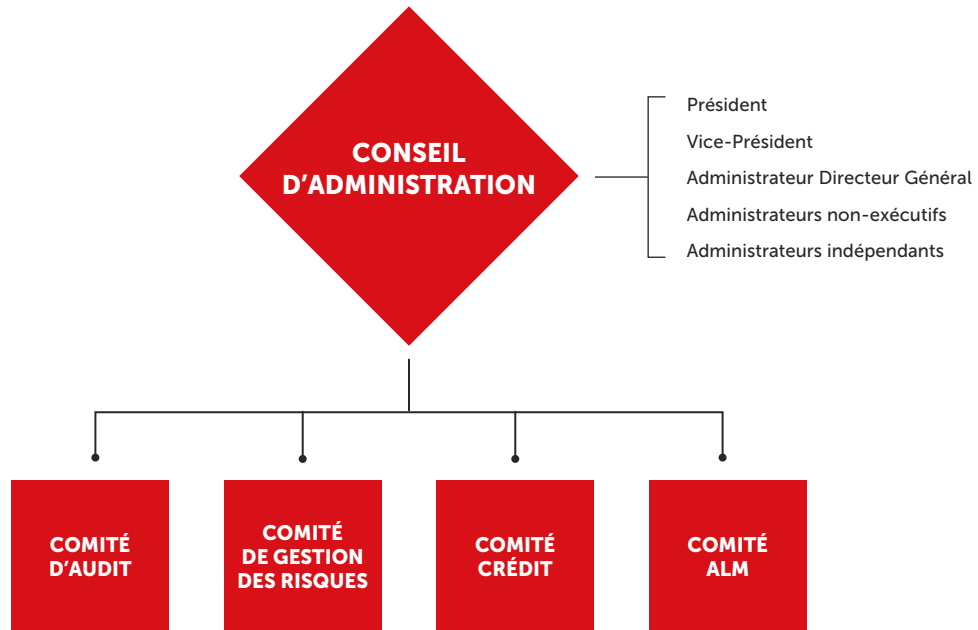 CONSEIL
D’ADMINISTRATION
Président
Vice-Président
Administrateur Directeur Général
Administrateurs non-exécutifs
Administrateurs indépendants
COMITÉ
D’AUDIT
COMITÉ
DE GESTION
DES RISQUES
COMITÉ
CRÉDIT
COMITÉ
ALM